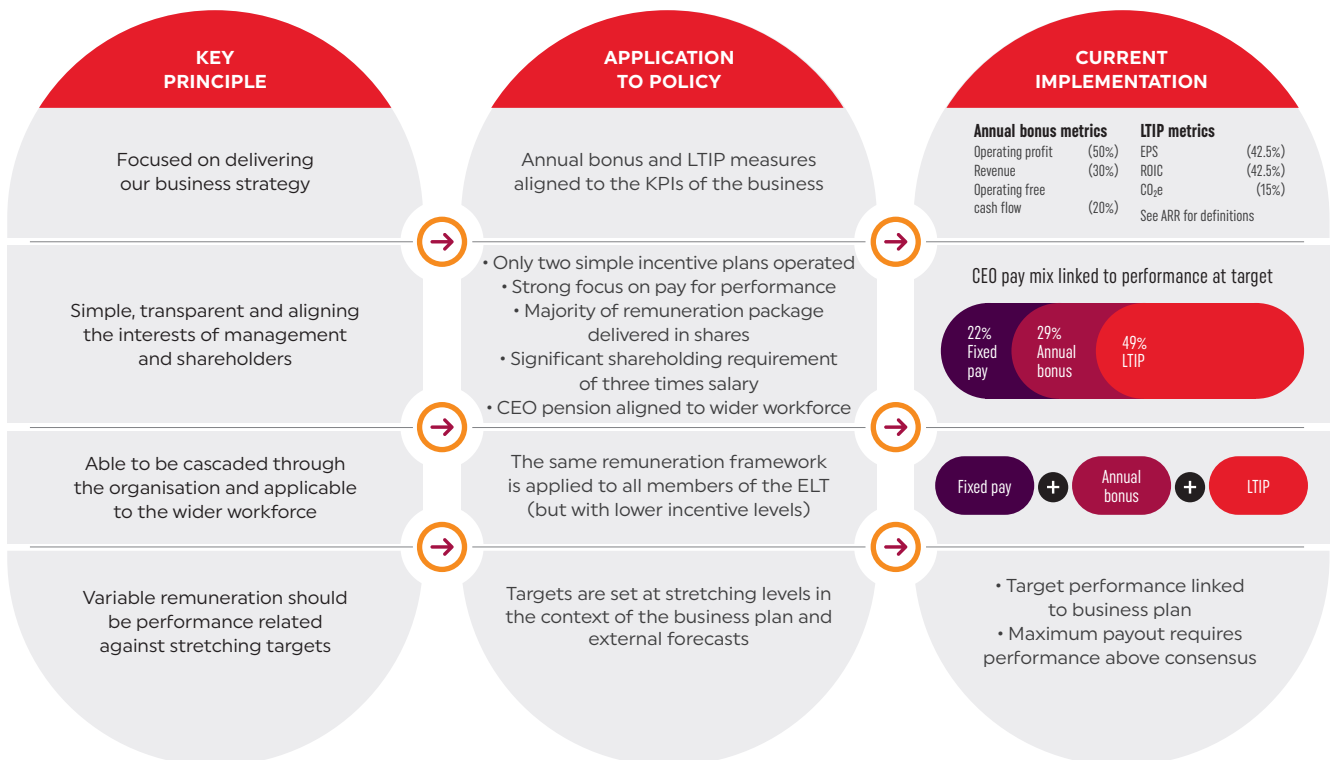 KEY
PRINCIPLE
APPLICATION
TO POLICY
CURRENT
IMPLEMENTATION
Focused on delivering
our business strategy
Annual bonus and LTIP measures
aligned to the KPIs of the business
Annual bonus metrics
Operating profit (50%)
Revenue (30%)
Operating free
cash flow (20%)
LTIP metrics
EPS (42.5%)
ROIC (42.5%)
CO₂e (15%)
See ARR for definitions
Simple, transparent and aligning
the interests of management
and shareholders
• Only two simple incentive plans operated
• Strong focus on pay for performance
• Majority of remuneration package
delivered in shares
• Significant shareholding requirement
of three times salary
• CEO pension aligned to wider workforce
CEO pay mix linked to performance at target
22%
Fixed
pay
29%
Annual
bonus
49%
LTIP
Able to be cascaded through
the organisation and applicable
to the wider workforce
The same remuneration framework
is applied to all members of the ELT
(but with lower incentive levels)
Fixed pay
+
Annual
bonus
+
LTIP
Variable remuneration should
be performance related
against stretching targets
Targets are set at stretching levels in
the context of the business plan and
external forecasts
• Target performance linked
to business plan
• Maximum payout requires
performance above consensus